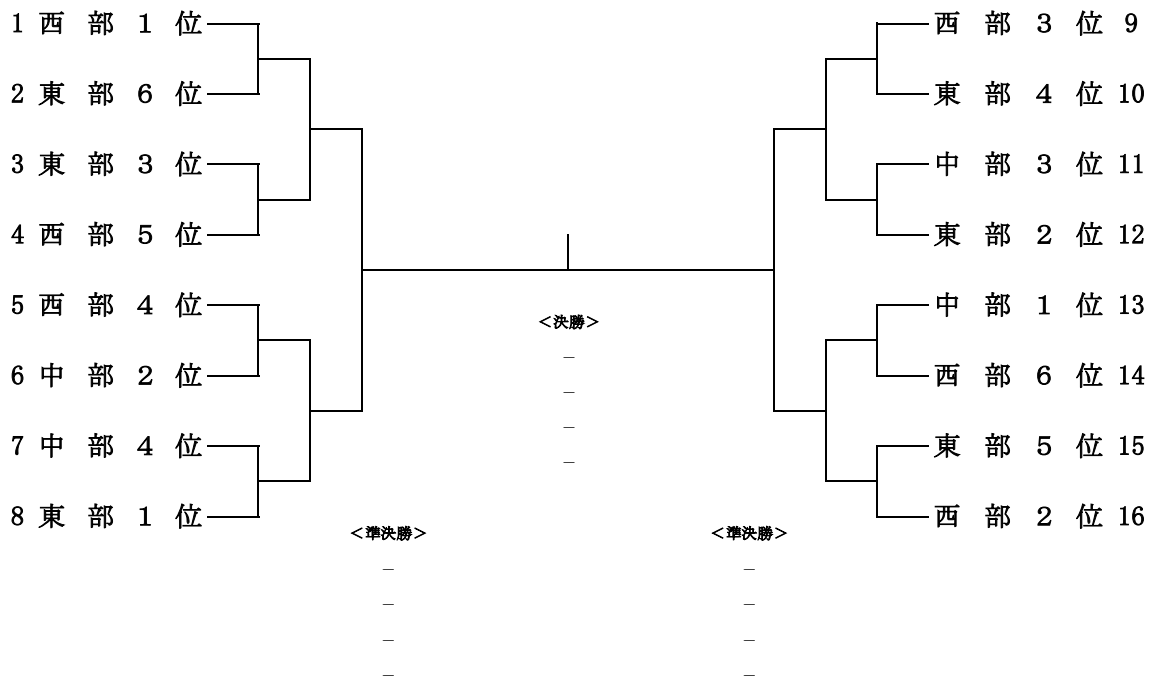 1 西 部 1 位
2 東 部 6 位
3 東 部 3 位
4 西 部 5 位
5 西 部 4 位
6 中 部 2 位
7 中 部 4 位
8 東 部 1 位
西 部 3 位 9
東 部 4 位 10
中 部 3 位 11
東 部 2 位 12
中 部 1 位 13
西 部 6 位 14
東 部 5 位 15
西 部 2 位 16
＜決勝＞
–
–
–
–
＜準決勝＞
–
–
–
–
＜準決勝＞
–
–
–
–